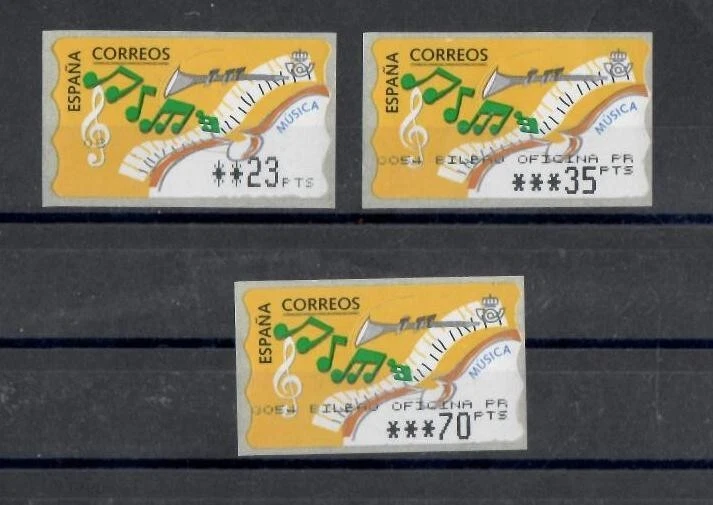 CORREOS
ESPAÑA
MÚSICA
**23 PTS
CORREOS
ESPAÑA
MÚSICA
0054 BILBAO OFICINA PR
***35 PTS
CORREOS
ESPAÑA
MÚSICA
0054 BILBAO OFICINA PR
***70 PTS